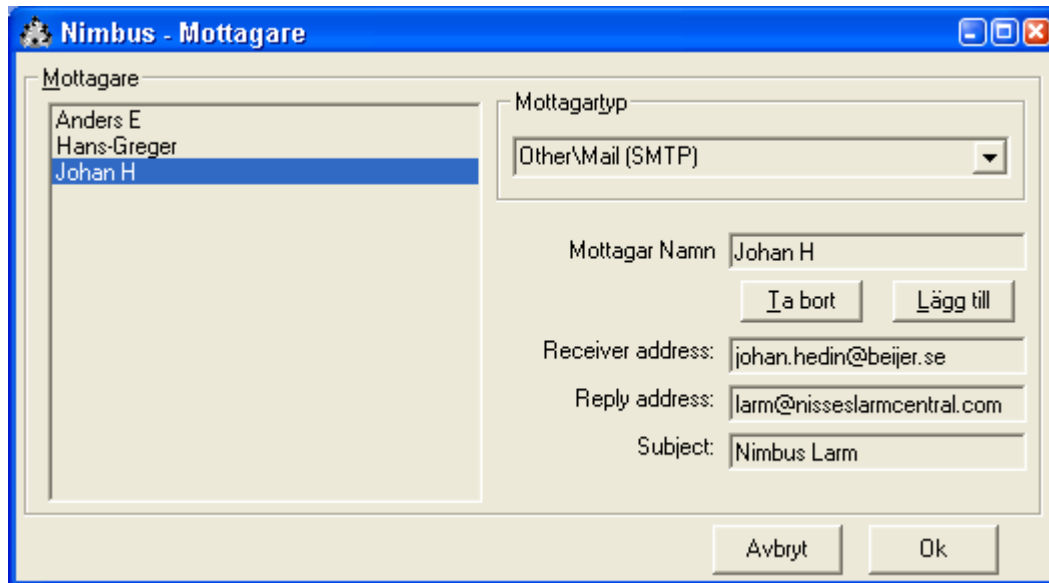 Nimbus - Mottagare
Mottagare
Anders E
Hans-Greger
Johan H
Mottagartyp
Other\Mail (SMTP)
Mottagar Namn
Johan H
Ta bort
Lägg till
Receiver address:
johan.hedin@beijer.se
Reply address:
larm@nisseslarmcentral.com
Subject:
Nimbus Larm
Avbryt
Ok